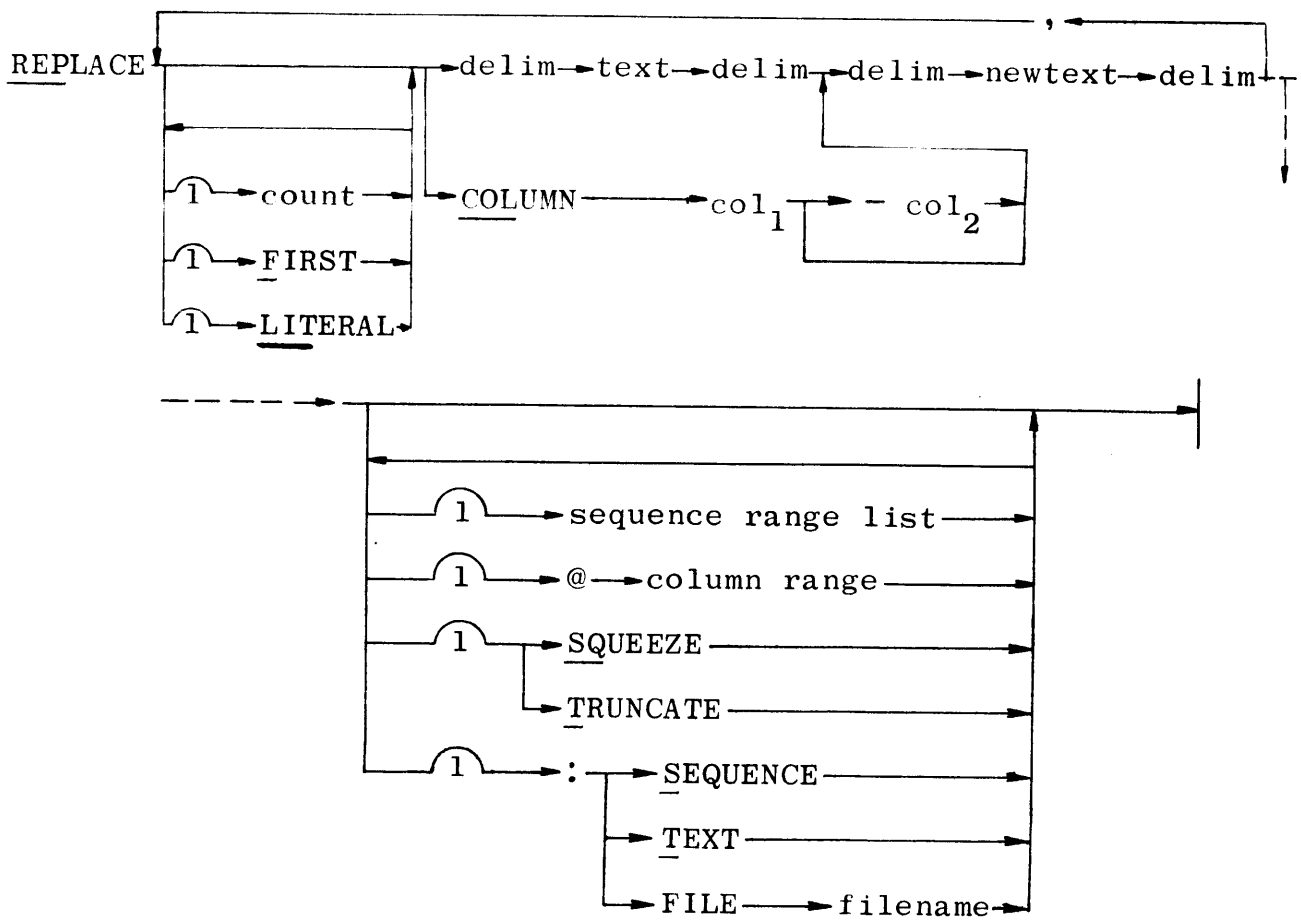 ,
REPLACE delim text delim delim newtext delim
1 count
1 COLUMN col1 - col2
1 FIRST
1 LITERAL
1 sequence range list
1 @ column range
1 SQUEEZE
TRUNCATE
1 : SEQUENCE
TEXT
FILE filename